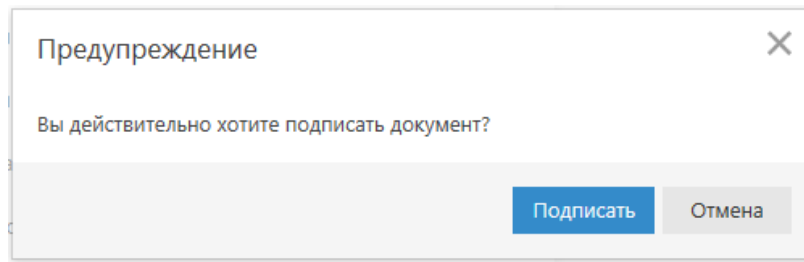 Предупреждение
Вы действительно хотите подписать документ?
Подписать Отмена